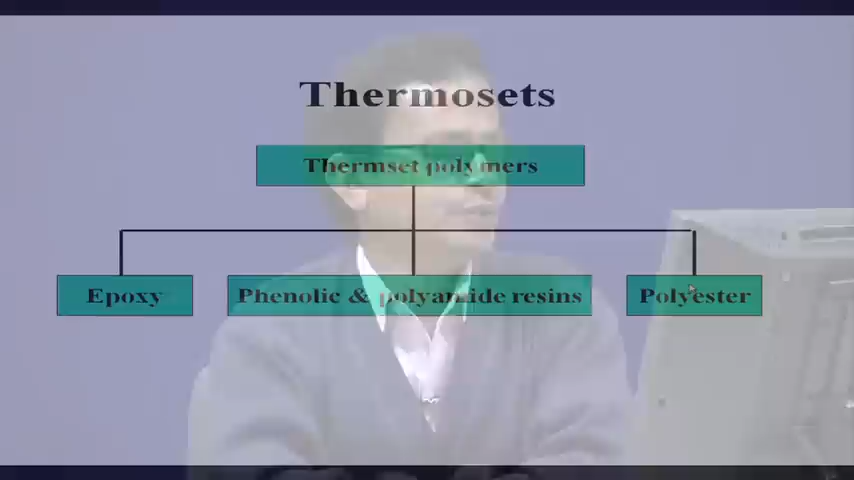 Thermosets
Thermset polymers
Epoxy
Phenolic & polyamide resins
Polyester